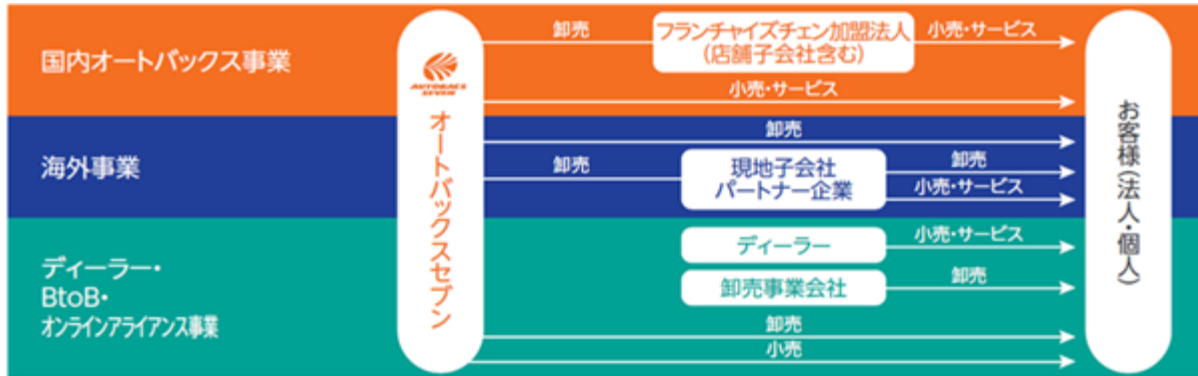 国内オートバックス事業
AUTOBACS
SEVEN
オートバックスセブン
卸売
フランチャイズチェン加盟法人
(店舗子会社含む)
小売・サービス
小売・サービス
海外事業
卸売
卸売
現地子会社
パートナー企業
卸売
小売・サービス
ディーラー・
BtoB・
オンラインアライアンス事業
ディーラー
小売・サービス
卸売事業会社
卸売
卸売
小売
お客様(法人・個人)